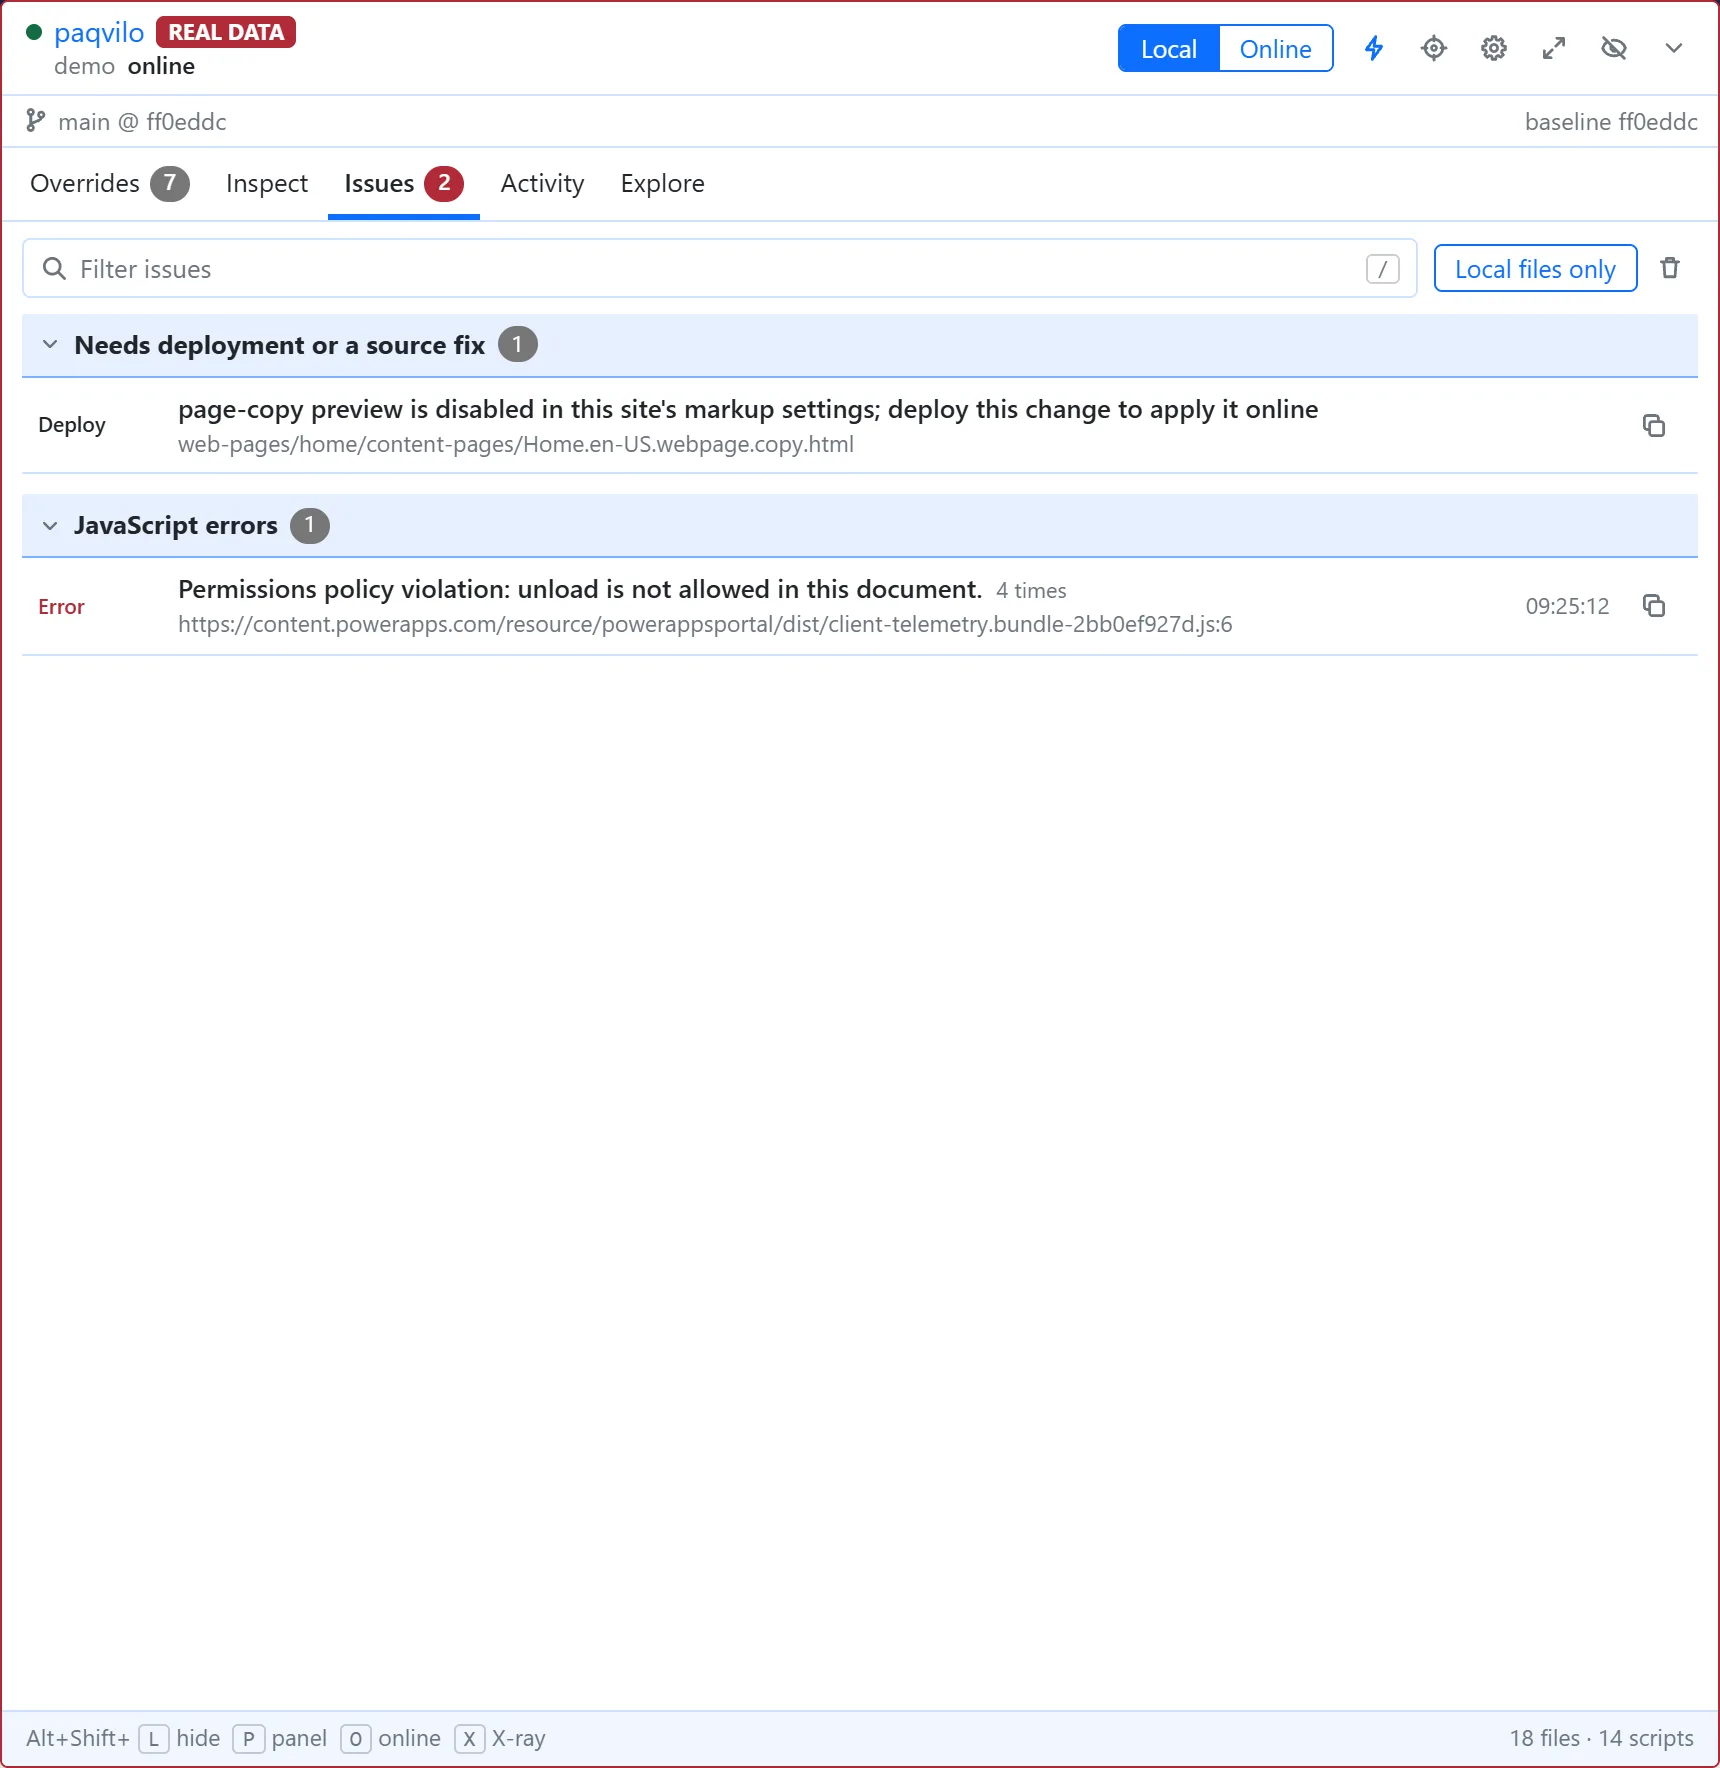 paqvilo REAL DATA
demo online
Local Online
main @ ff0eddc
baseline ff0eddc
Overrides 7 Inspect Issues 2 Activity Explore
Filter issues /
Local files only
Needs deployment or a source fix 1
Deploy
page-copy preview is disabled in this site's markup settings; deploy this change to apply it online
web-pages/home/content-pages/Home.en-US.webpage.copy.html
JavaScript errors 1
Error
Permissions policy violation: unload is not allowed in this document. 4 times
https://content.powerapps.com/resource/powerappsportal/dist/client-telemetry.bundle-2bb0ef927d.js:6
09:25:12
Alt+Shift+ L hide P panel O online X X-ray
18 files · 14 scripts